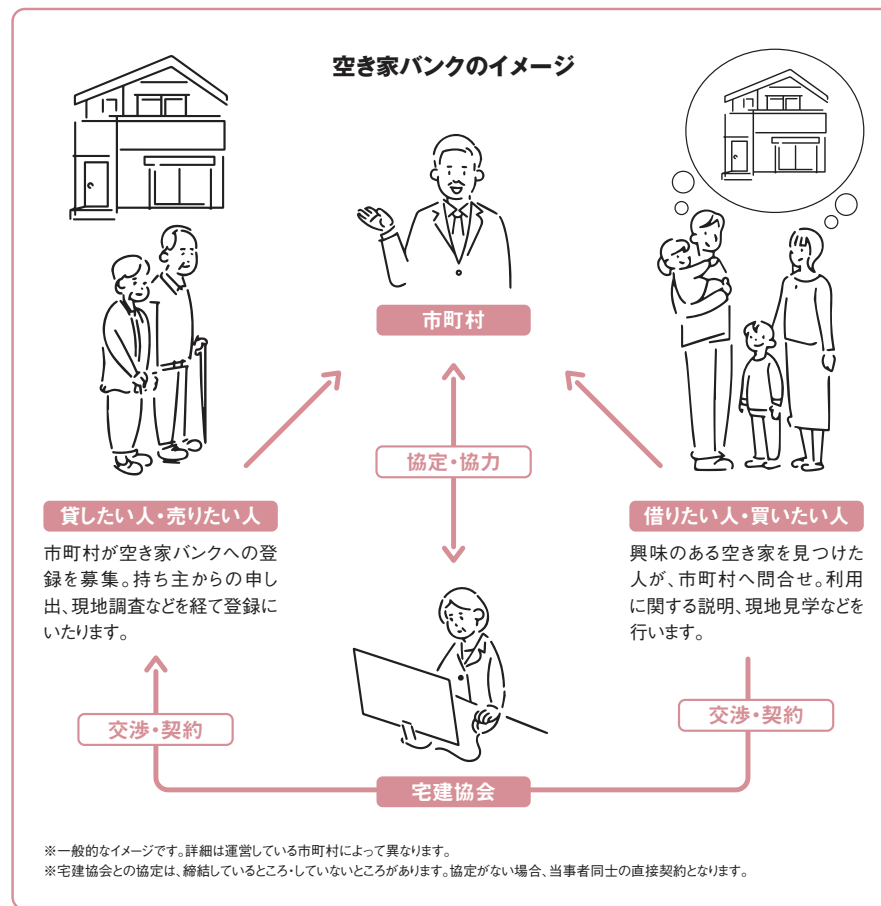 空き家バンクのイメージ
市町村
協定・協力
貸したい人・売りたい人
市町村が空き家バンクへの登
録を募集。持ち主からの申し
出、現地調査などを経て登録に
いたります。
借りたい人・買いたい人
興味のある空き家を見つけた
人が、市町村へ問合せ。利用
に関する説明、現地見学などを
行います。
交渉・契約
交渉・契約
宅建協会
※一般的なイメージです。詳細は運営している市町村によって異なります。
※宅建協会との協定は、締結しているところ・していないところがあります。協定がない場合、当事者同士の直接契約となります。